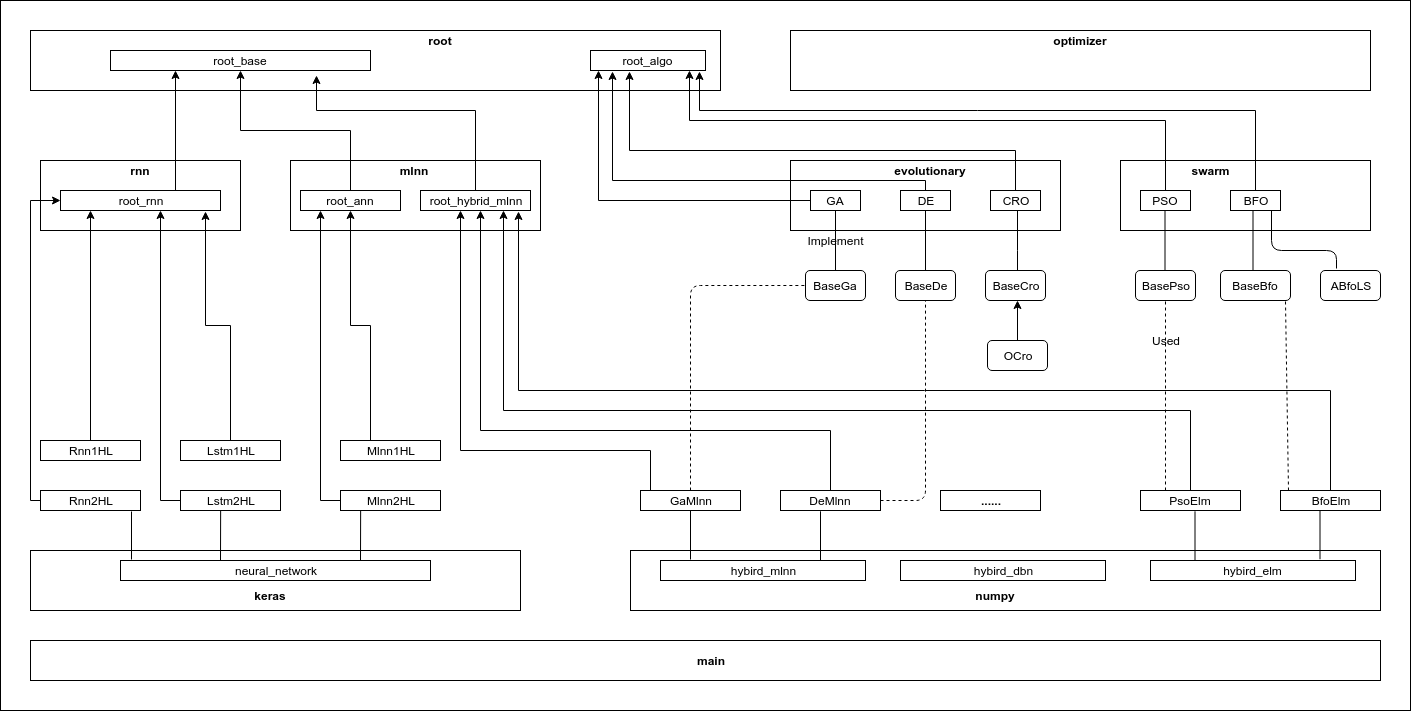 root
optimizer
root_base
root_algo
rnn
mlnn
evolutionary
swarm
root_rnn
root_ann
root_hybrid_mlnn
GA
DE
CRO
PSO
BFO
Implement
BaseGa
BaseDe
BaseCro
BasePso
BaseBfo
ABfoLS
Used
OCro
Rnn1HL
Lstm1HL
Mlnn1HL
Rnn2HL
Lstm2HL
Mlnn2HL
GaMlnn
DeMlnn
......
PsoElm
BfoElm
neural_network
hybird_mlnn
hybird_dbn
hybird_elm
keras
numpy
main